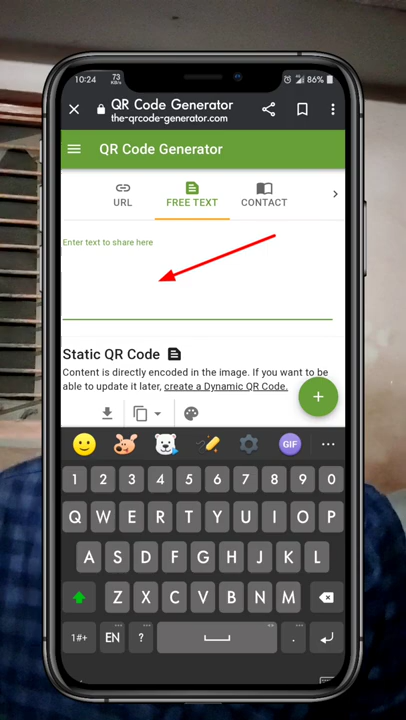 10:24 73 KB/s 86%
QR Code Generator
the-qrcode-generator.com
QR Code Generator
URL FREE TEXT CONTACT
Enter text to share here
Static QR Code
Content is directly encoded in the image. If you want to be
able to update it later, create a Dynamic QR Code.
+
GIF
1 2 3 4 5 6 7 8 9 0
Q W E R T Y U I O P
A S D F G H J K L
Z X C V B N M
1#+ EN ? .